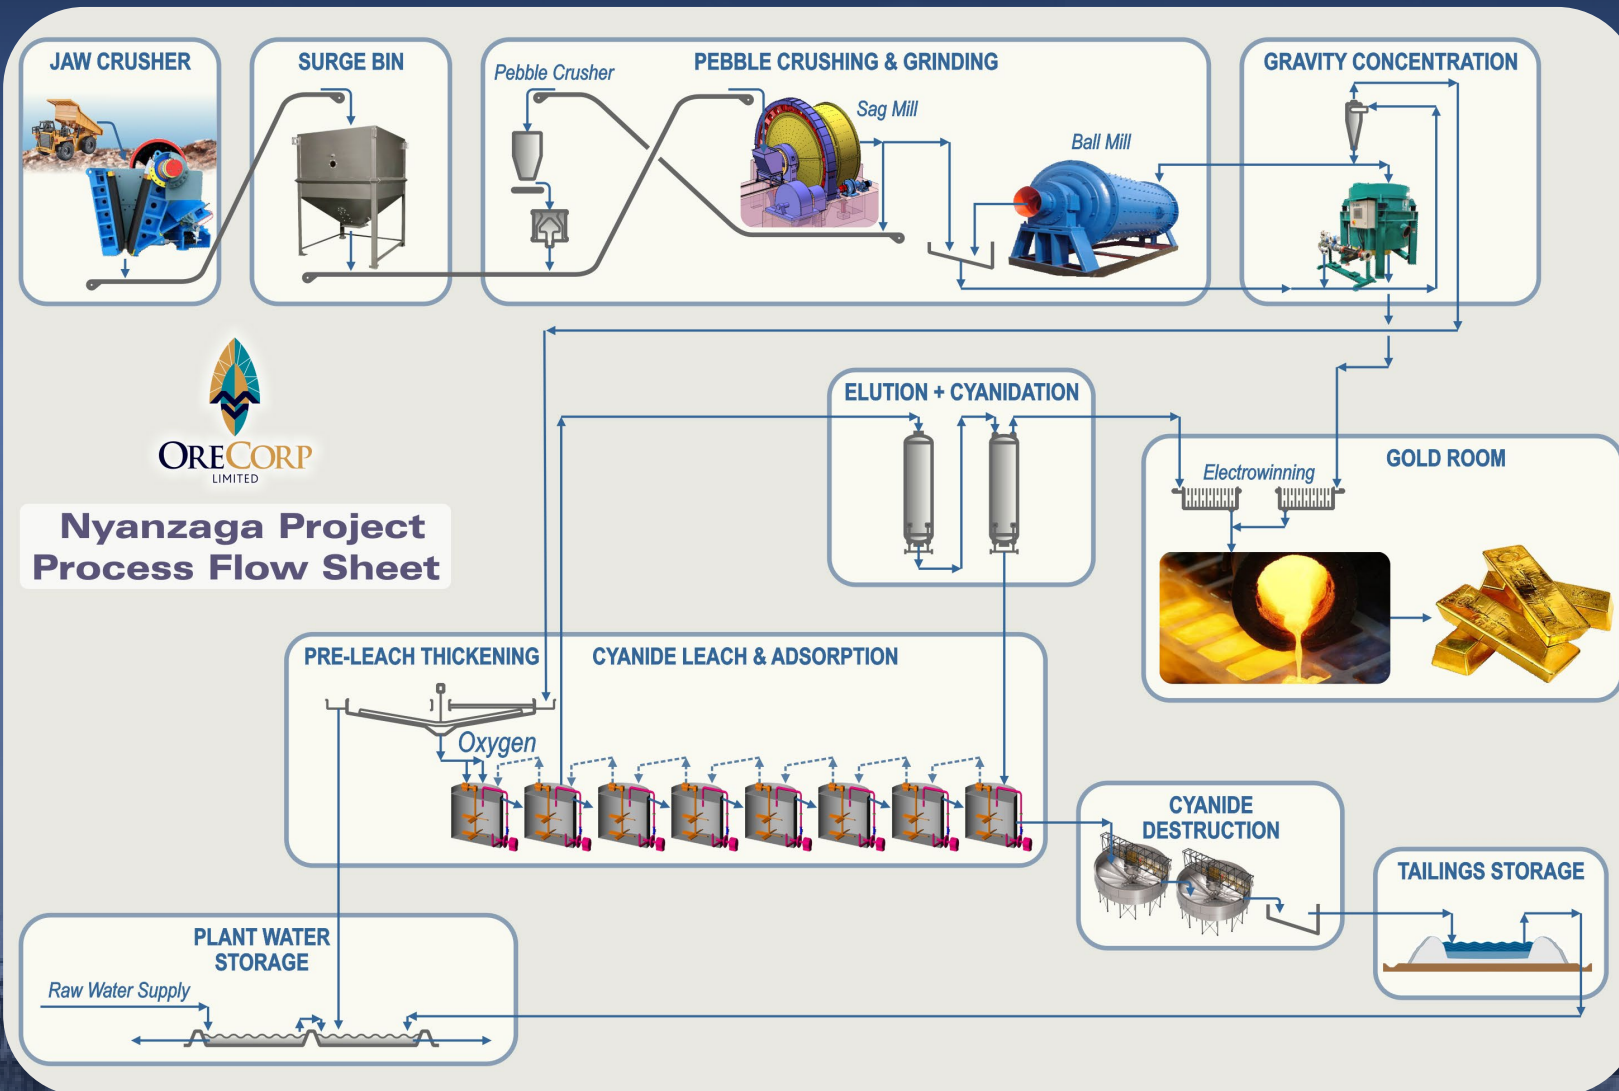 JAW CRUSHER
SURGE BIN
PEBBLE CRUSHING & GRINDING
GRAVITY CONCENTRATION
Pebble Crusher
Sag Mill
Ball Mill
ORECORP
LIMITED
Nyanzaga Project
Process Flow Sheet
ELUTION + CYANIDATION
GOLD ROOM
Electrowinning
PRE-LEACH THICKENING
CYANIDE LEACH & ADSORPTION
Oxygen
CYANIDE
DESTRUCTION
TAILINGS STORAGE
PLANT WATER
STORAGE
Raw Water Supply